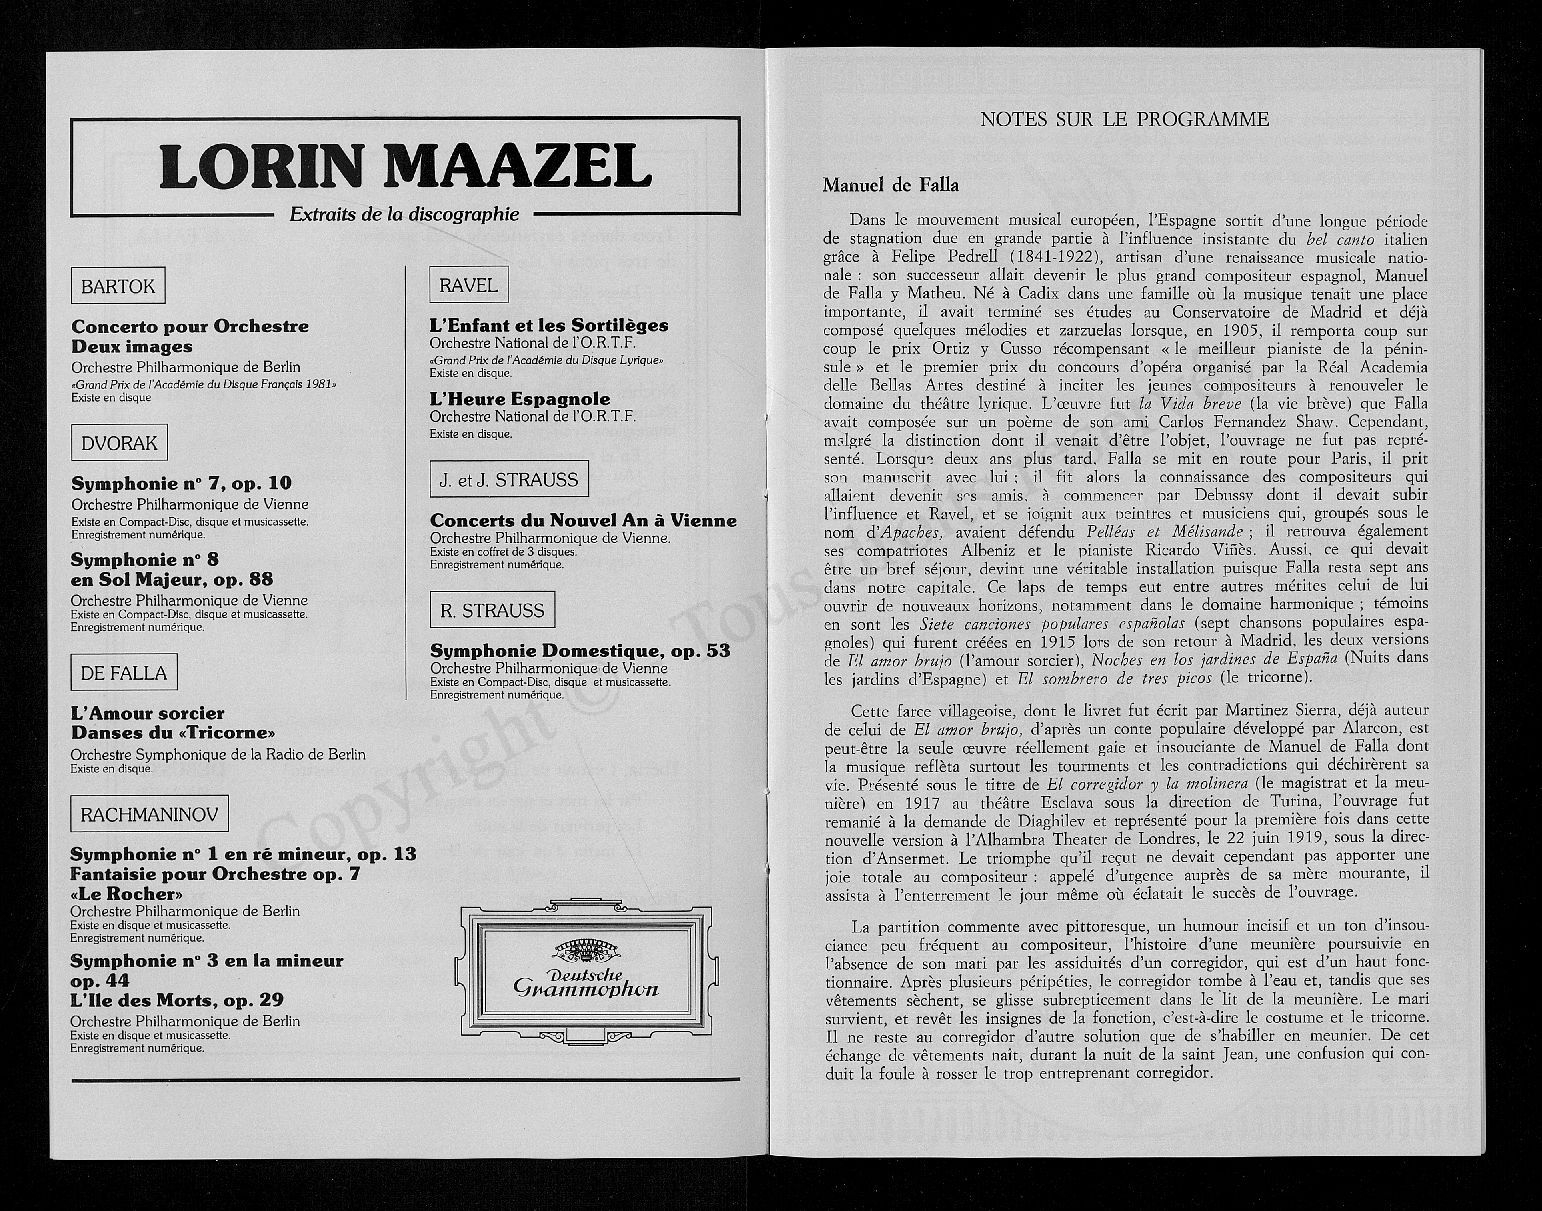 LORIN MAAZEL
Extraits de la discographie
BARTOK
Concerto pour Orchestre
Deux images
Orchestre Philharmonique de Berlin
«Grand Prix de l'Académie du Disque Français 1981»
Existe en disque
DVORAK
Symphonie n° 7, op. 10
Orchestre Philharmonique de Vienne
Existe en Compact-Disc, disque et musicassette.
Enregistrement numérique.
Symphonie n° 8
en Sol Majeur, op. 88
Orchestre Philharmonique de Vienne
Existe en Compact-Disc, disque et musicassette.
Enregistrement numérique.
DE FALLA
L'Amour sorcier
Danses du «Tricorne»
Orchestre Symphonique de la Radio de Berlin
Existe en disque.
RACHMANINOV
Symphonie n° 1 en ré mineur, op. 13
Fantaisie pour Orchestre op. 7
«Le Rocher»
Orchestre Philharmonique de Berlin
Existe en disque et musicassette.
Enregistrement numérique.
Symphonie n° 3 en la mineur
op. 44
L'Ile des Morts, op. 29
Orchestre Philharmonique de Berlin
Existe en disque et musicassette.
Enregistrement numérique.
RAVEL
L'Enfant et les Sortilèges
Orchestre National de l'O.R.T.F.
«Grand Prix de l'Académie du Disque Lyrique»
Existe en disque.
L'Heure Espagnole
Orchestre National de l'O.R.T.F.
Existe en disque.
J. et J. STRAUSS
Concerts du Nouvel An à Vienne
Orchestre Philharmonique de Vienne.
Existe en coffret de 3 disques.
Enregistrement numérique.
R. STRAUSS
Symphonie Domestique, op. 53
Orchestre Philharmonique de Vienne
Existe en Compact-Disc, disque et musicassette.
Enregistrement numérique.
Deutsche
Grammophon
Copyright © Tous
NOTES SUR LE PROGRAMME
Manuel de Falla
Dans le mouvement musical européen, l'Espagne sortit d'une longue période
de stagnation due en grande partie à l'influence insistante du bel canto italien
grâce à Felipe Pedrell (1841-1922), artisan d'une renaissance musicale natio-
nale : son successeur allait devenir le plus grand compositeur espagnol, Manuel
de Falla y Matheu. Né à Cadix dans une famille où la musique tenait une place
importante, il avait terminé ses études au Conservatoire de Madrid et déjà
composé quelques mélodies et zarzuelas lorsque, en 1905, il remporta coup sur
coup le prix Ortiz y Cusso récompensant « le meilleur pianiste de la pénin-
sule » et le premier prix du concours d'opéra organisé par la Réal Academia
delle Bellas Artes destiné à inciter les jeunes compositeurs à renouveler le
domaine du théâtre lyrique. L'œuvre fut la Vida breve (la vie brève) que Falla
avait composée sur un poème de son ami Carlos Fernandez Shaw. Cependant,
malgré la distinction dont il venait d'être l'objet, l'ouvrage ne fut pas repré-
senté. Lorsque deux ans plus tard, Falla se mit en route pour Paris, il prit
son manuscrit avec lui ; il fit alors la connaissance des compositeurs qui
allaient devenir ses amis, à commencer par Debussy dont il devait subir
l'influence et Ravel, et se joignit aux peintres et musiciens qui, groupés sous le
nom d'Apaches, avaient défendu Pelléas et Mélisande ; il retrouva également
ses compatriotes Albeniz et le pianiste Ricardo Viñès. Aussi, ce qui devait
être un bref séjour, devint une véritable installation puisque Falla resta sept ans
dans notre capitale. Ce laps de temps eut entre autres mérites celui de lui
ouvrir de nouveaux horizons, notamment dans le domaine harmonique ; témoins
en sont les Siete canciones populares españolas (sept chansons populaires espa-
gnoles) qui furent créées en 1915 lors de son retour à Madrid, les deux versions
de El amor brujo (l'amour sorcier), Noches en los jardines de España (Nuits dans
les jardins d'Espagne) et El sombrero de tres picos (le tricorne).
Cette farce villageoise, dont le livret fut écrit par Martinez Sierra, déjà auteur
de celui de El amor brujo, d'après un conte populaire développé par Alarcon, est
peut-être la seule œuvre réellement gaie et insouciante de Manuel de Falla dont
la musique reflèta surtout les tourments et les contradictions qui déchirèrent sa
vie. Présenté sous le titre de El corregidor y la molinera (le magistrat et la meu-
nière) en 1917 au théâtre Esclava sous la direction de Turina, l'ouvrage fut
remanié à la demande de Diaghilev et représenté pour la première fois dans cette
nouvelle version à l'Alhambra Theater de Londres, le 22 juin 1919, sous la direc-
tion d'Ansermet. Le triomphe qu'il reçut ne devait cependant pas apporter une
joie totale au compositeur : appelé d'urgence auprès de sa mère mourante, il
assista à l'enterrement le jour même où éclatait le succès de l'ouvrage.
La partition commente avec pittoresque, un humour incisif et un ton d'insou-
ciance peu fréquent au compositeur, l'histoire d'une meunière poursuivie en
l'absence de son mari par les assiduités d'un corregidor, qui est d'un haut fonc-
tionnaire. Après plusieurs péripéties, le corregidor tombe à l'eau et, tandis que ses
vêtements sèchent, se glisse subrepticement dans le lit de la meunière. Le mari
survient, et revêt les insignes de la fonction, c'est-à-dire le costume et le tricorne.
Il ne reste au corregidor d'autre solution que de s'habiller en meunier. De cet
échange de vêtements nait, durant la nuit de la saint Jean, une confusion qui con-
duit la foule à rosser le trop entreprenant corregidor.